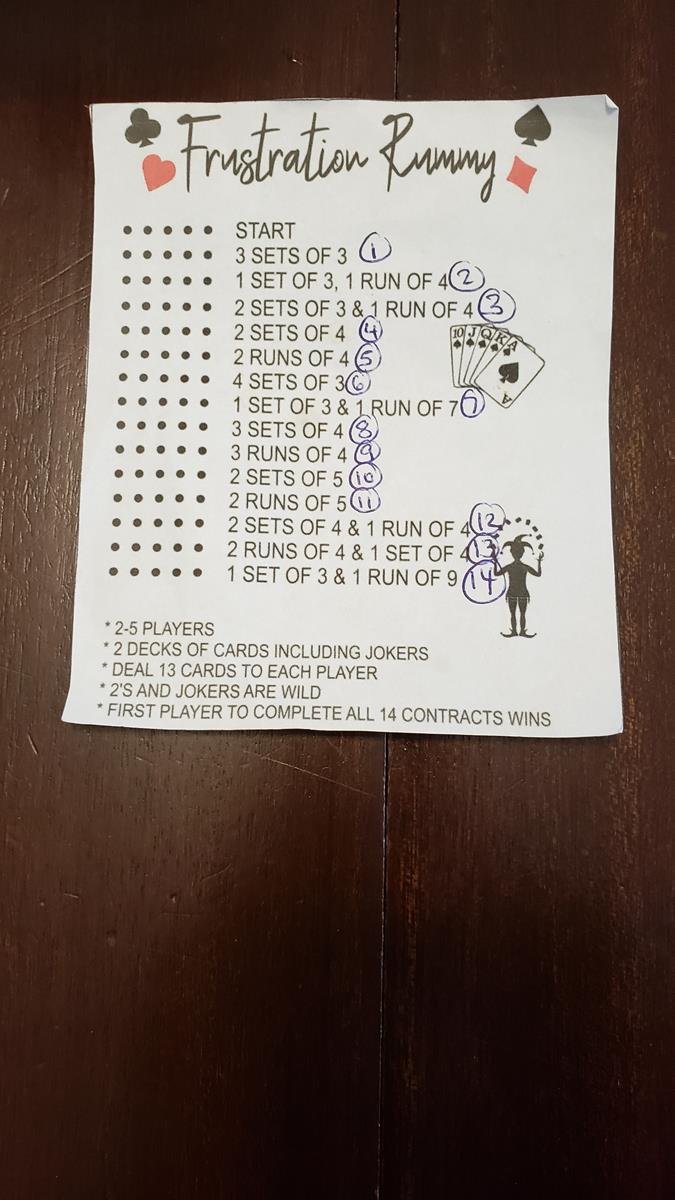 Frustration Rummy
START
3 SETS OF 3 1
1 SET OF 3, 1 RUN OF 4 2
2 SETS OF 3 & 1 RUN OF 4 3
2 SETS OF 4 4
10 J Q K A
2 RUNS OF 4 5
4 SETS OF 3 6
A
1 SET OF 3 & 1 RUN OF 7 7
3 SETS OF 4 8
3 RUNS OF 4 9
2 SETS OF 5 10
2 RUNS OF 5 11
2 SETS OF 4 & 1 RUN OF 4 12
2 RUNS OF 4 & 1 SET OF 4 13
1 SET OF 3 & 1 RUN OF 9 14
* 2-5 PLAYERS
* 2 DECKS OF CARDS INCLUDING JOKERS
* DEAL 13 CARDS TO EACH PLAYER
* 2'S AND JOKERS ARE WILD
* FIRST PLAYER TO COMPLETE ALL 14 CONTRACTS WINS